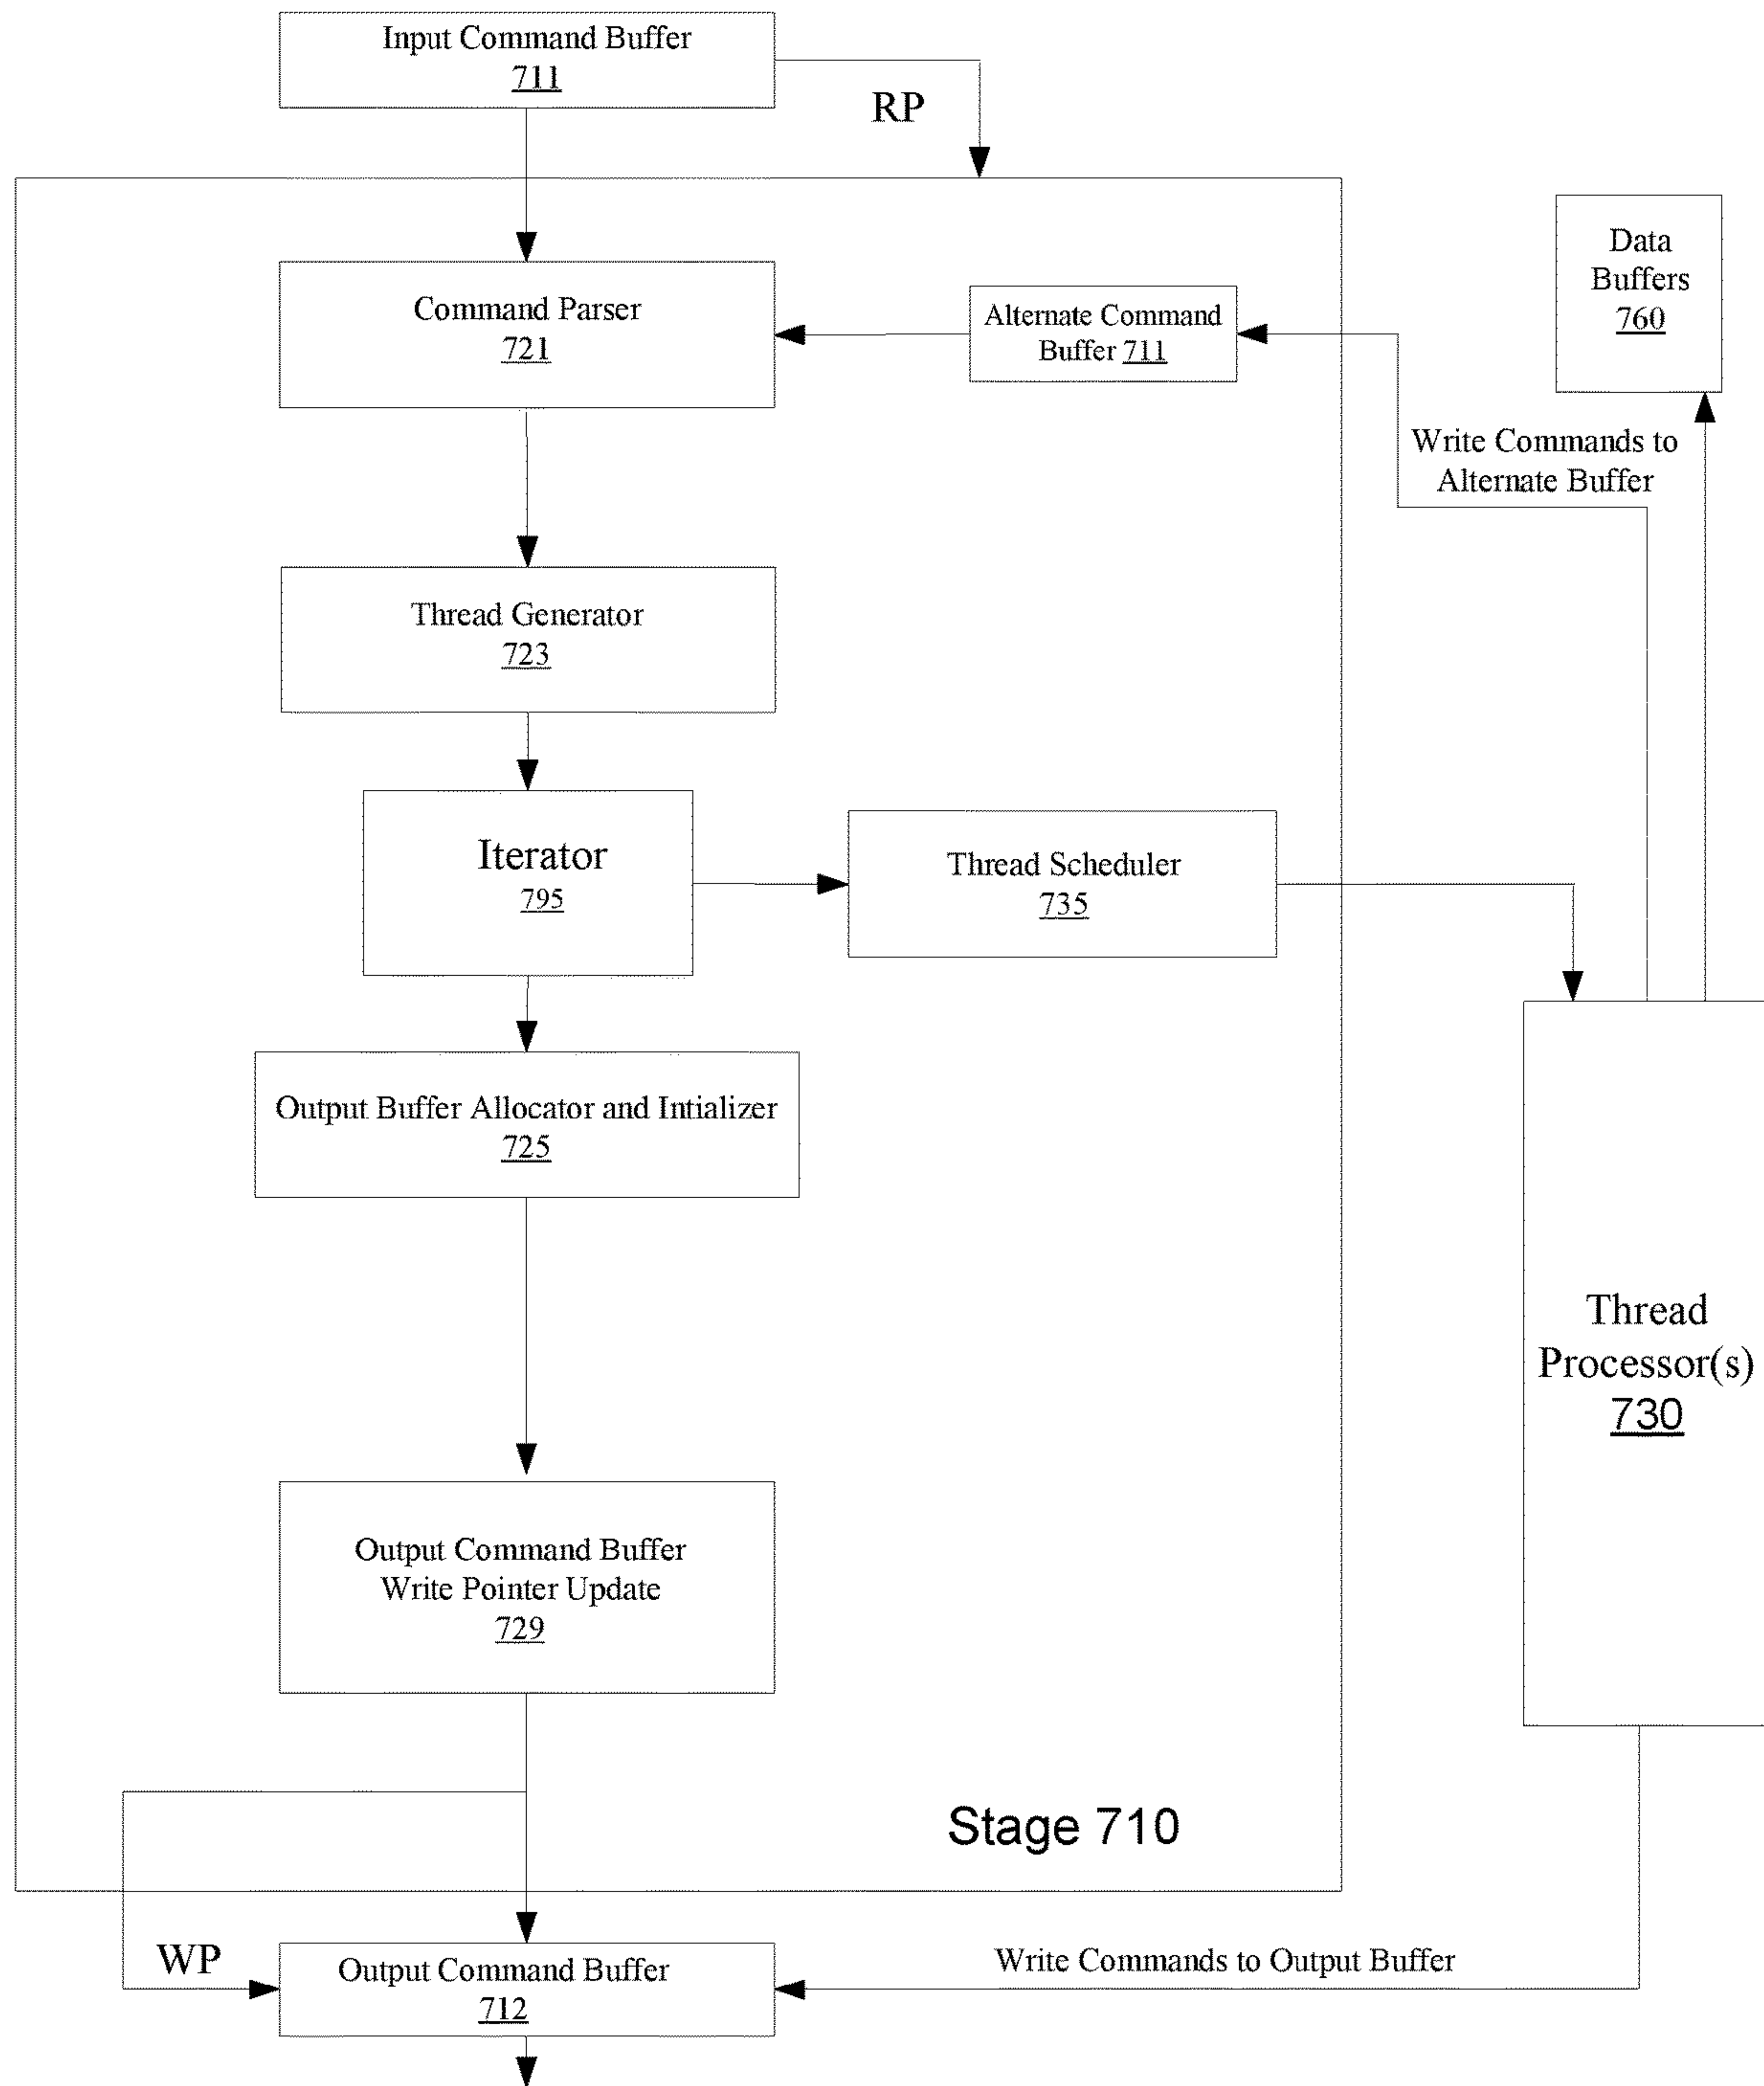 Input Command Buffer
711
RP
Data
Buffers
760
Command Parser
721
Alternate Command
Buffer 711
Write Commands to
Alternate Buffer
Thread Generator
723
Iterator
795
Thread Scheduler
735
Output Buffer Allocator and Intializer
725
Thread
Processor(s)
730
Output Command Buffer
Write Pointer Update
729
Stage 710
WP
Output Command Buffer
712
Write Commands to Output Buffer